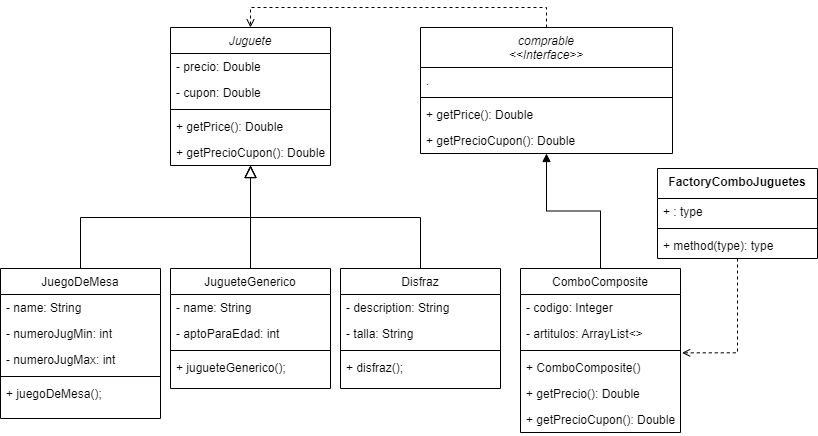 Juguete
- precio: Double
- cupon: Double
+ getPrice(): Double
+ getPrecioCupon(): Double
comprable
<<Interface>>
.
+ getPrice(): Double
+ getPrecioCupon(): Double
FactoryComboJuguetes
+ : type
+ method(type): type
JuegoDeMesa
- name: String
- numeroJugMin: int
- numeroJugMax: int
+ juegoDeMesa();
JugueteGenerico
- name: String
- aptoParaEdad: int
+ jugueteGenerico();
Disfraz
- description: String
- talla: String
+ disfraz();
ComboComposite
- codigo: Integer
- artitulos: ArrayList<>
+ ComboComposite()
+ getPrecio(): Double
+ getPrecioCupon(): Double